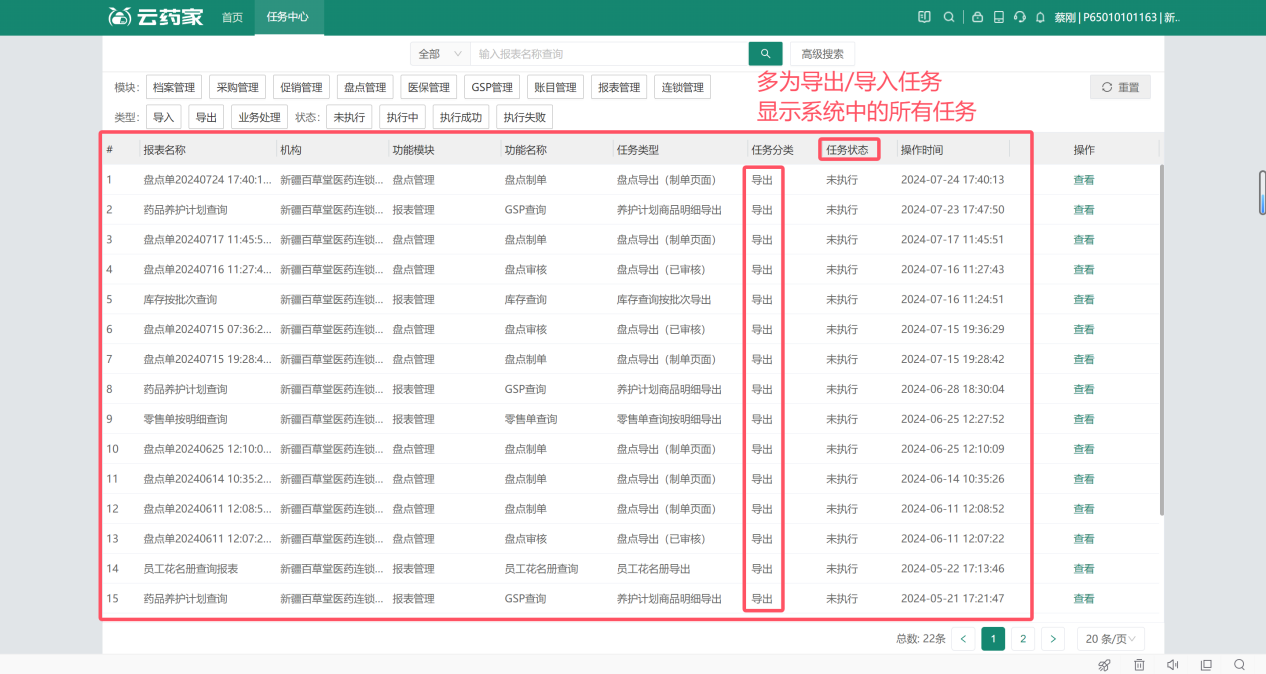 云药家 首页 任务中心 蔡刚 | P65010101163 | 新..
全部 输入报表名称查询 高级搜索
多为导出/导入任务
模块: 档案管理 采购管理 促销管理 盘点管理 医保管理 GSP管理 账目管理 报表管理 连锁管理 重置
显示系统中的所有任务
类型: 导入 导出 业务处理 状态: 未执行 执行中 执行成功 执行失败
# 报表名称 机构 功能模块 功能名称 任务类型 任务分类 任务状态 操作时间 操作
1 盘点单20240724 17:40:1... 新疆百草堂医药连锁... 盘点管理 盘点制单 盘点导出（制单页面） 导出 未执行 2024-07-24 17:40:13 查看
2 药品养护计划查询 新疆百草堂医药连锁... 报表管理 GSP查询 养护计划商品明细导出 导出 未执行 2024-07-23 17:47:50 查看
3 盘点单20240717 11:45:5... 新疆百草堂医药连锁... 盘点管理 盘点制单 盘点导出（制单页面） 导出 未执行 2024-07-17 11:45:51 查看
4 盘点单20240716 11:27:4... 新疆百草堂医药连锁... 盘点管理 盘点审核 盘点导出（已审核） 导出 未执行 2024-07-16 11:27:43 查看
5 库存按批次查询 新疆百草堂医药连锁... 报表管理 库存查询 库存查询按批次导出 导出 未执行 2024-07-16 11:24:51 查看
6 盘点单20240715 07:36:2... 新疆百草堂医药连锁... 盘点管理 盘点审核 盘点导出（已审核） 导出 未执行 2024-07-15 19:36:29 查看
7 盘点单20240715 19:28:4... 新疆百草堂医药连锁... 盘点管理 盘点制单 盘点导出（制单页面） 导出 未执行 2024-07-15 19:28:42 查看
8 药品养护计划查询 新疆百草堂医药连锁... 报表管理 GSP查询 养护计划商品明细导出 导出 未执行 2024-06-28 18:30:04 查看
9 零售单按明细查询 新疆百草堂医药连锁... 报表管理 零售单查询 零售单查询按明细导出 导出 未执行 2024-06-25 12:27:52 查看
10 盘点单20240625 12:10:0... 新疆百草堂医药连锁... 盘点管理 盘点制单 盘点导出（制单页面） 导出 未执行 2024-06-25 12:10:09 查看
11 盘点单20240614 10:35:2... 新疆百草堂医药连锁... 盘点管理 盘点制单 盘点导出（制单页面） 导出 未执行 2024-06-14 10:35:26 查看
12 盘点单20240611 12:08:5... 新疆百草堂医药连锁... 盘点管理 盘点制单 盘点导出（制单页面） 导出 未执行 2024-06-11 12:08:52 查看
13 盘点单20240611 12:07:2... 新疆百草堂医药连锁... 盘点管理 盘点审核 盘点导出（已审核） 导出 未执行 2024-06-11 12:07:22 查看
14 员工花名册查询报表 新疆百草堂医药连锁... 报表管理 员工花名册查询 员工花名册导出 导出 未执行 2024-05-22 17:13:46 查看
15 药品养护计划查询 新疆百草堂医药连锁... 报表管理 GSP查询 养护计划商品明细导出 导出 未执行 2024-05-21 17:21:47 查看
总数: 22条 < 1 2 > 20 条/页